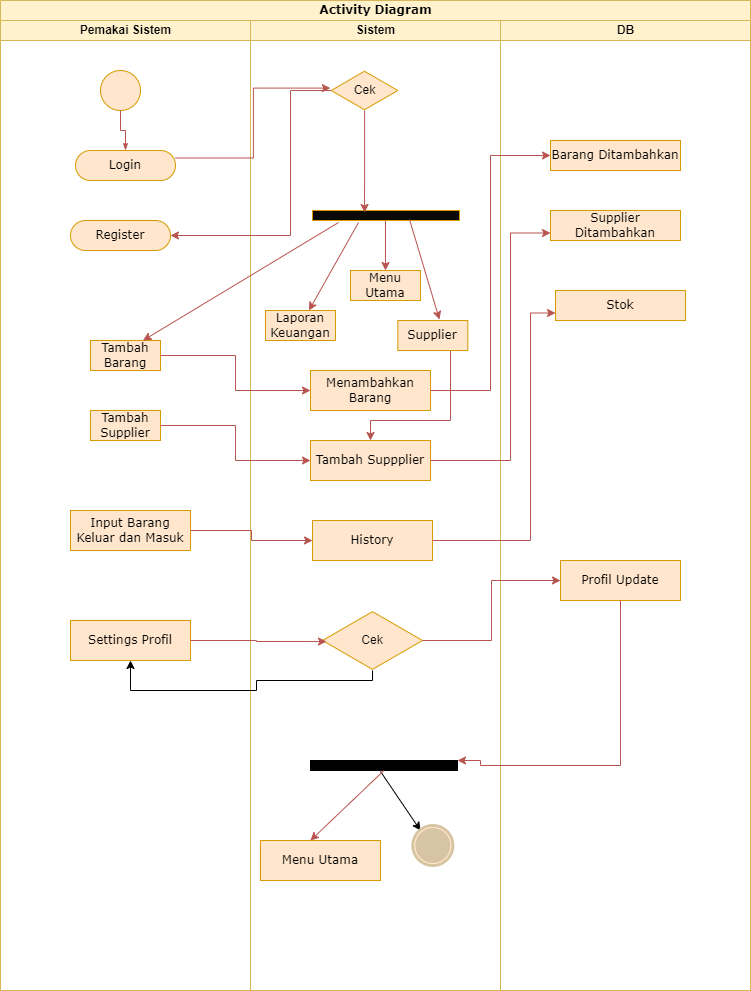 Activity Diagram
Pemakai Sistem
Sistem
DB
Cek
Login
Barang Ditambahkan
Register
Supplier
Ditambahkan
Menu
Utama
Stok
Laporan
Keuangan
Supplier
Tambah
Barang
Menambahkan
Barang
Tambah
Supplier
Tambah Suppplier
Input Barang
Keluar dan Masuk
History
Profil Update
Settings Profil
Cek
Menu Utama